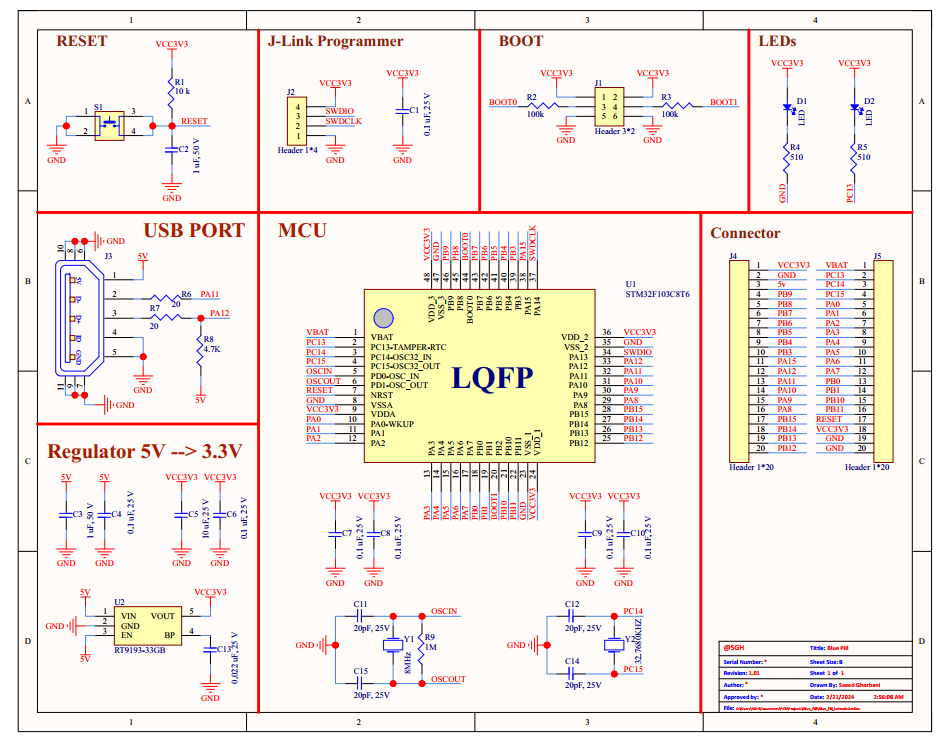 1 2 3 4
A A
B B
C C
D D
RESET
VCC3V3
R1
10 k
S1
1 3
2 4
RESET
C2
1 uF, 50 V
GND
GND
J-Link Programmer
J2
4
3
2
1
Header 1*4
VCC3V3
SWDIO
SWDCLK
GND
VCC3V3
C1
0.1 uF, 25 V
GND
BOOT
VCC3V3 VCC3V3
BOOT0
R2
100k
J1
1 2
3 4
5 6
Header 3*2
R3
100k
BOOT1
GND GND
LEDs
VCC3V3 VCC3V3
D1
LED
D2
LED
R4
510
R5
510
GND
PC13
USB PORT
10 8 6
GND
J3
5V
D-
D+
ID
GND
1
2
3
4
5
11 9 7
GND
5V
R6
20
PA11
R7
20
PA12
R8
4.7K
GND
5V
MCU
VCC3V3
GND
PB9
PB8
BOOT0
PB7
PB6
PB5
PB4
PB3
PA15
SWDCLK
48 47 46 45 44 43 42 41 40 39 38 37
VDD_3
VSS_3
PB9
PB8
BOOT0
PB7
PB6
PB5
PB4
PB3
PA15
PA14
U1
STM32F103C8T6
LQFP
VBAT 1 VBAT
PC13 2 PC13-TAMPER-RTC
PC14 3 PC14-OSC32_IN
PC15 4 PC15-OSC32_OUT
OSCIN 5 PD0-OSC_IN
OSCOUT 6 PD1-OSC_OUT
RESET 7 NRST
GND 8 VSSA
VCC3V3 9 VDDA
PA0 10 PA0-WKUP
PA1 11 PA1
PA2 12 PA2
VDD_2 36 VCC3V3
VSS_2 35 GND
PA13 34 SWDIO
PA12 33 PA12
PA11 32 PA11
PA10 31 PA10
PA9 30 PA9
PA8 29 PA8
PB15 28 PB15
PB14 27 PB14
PB13 26 PB13
PB12 25 PB12
PA3
PA4
PA5
PA6
PA7
PB0
PB1
PB2
PB10
PB11
VSS_1
VDD_1
13 14 15 16 17 18 19 20 21 22 23 24
PA3
PA4
PA5
PA6
PA7
PB0
PB1
BOOT1
PB10
PB11
GND
VCC3V3
VCC3V3 VCC3V3
C7
0.1 uF, 25 V
C8
0.1 uF, 25 V
GND GND
VCC3V3 VCC3V3
C9
0.1 uF, 25 V
C10
0.1 uF, 25 V
GND GND
C11
20pF, 25V
OSCIN
GND
Y1
8MHz
R9
1M
C15
20pF, 25V
OSCOUT
C12
20pF, 25V
PC14
GND
Y2
32.7680KHZ
C14
20pF, 25V
PC15
Connector
J4
1 VCC3V3
2 GND
3 5v
4 PB9
5 PB8
6 PB7
7 PB6
8 PB5
9 PB4
10 PB3
11 PA15
12 PA12
13 PA11
14 PA10
15 PA9
16 PA8
17 PB15
18 PB14
19 PB13
20 PB12
Header 1*20
J5
VBAT 1
PC13 2
PC14 3
PC15 4
PA0 5
PA1 6
PA2 7
PA3 8
PA4 9
PA5 10
PA6 11
PA7 12
PB0 13
PB1 14
PB10 15
PB11 16
RESET 17
VCC3V3 18
GND 19
GND 20
Header 1*20
Regulator 5V --> 3.3V
5V 5V VCC3V3 VCC3V3
C3
1 uF, 50 V
C4
0.1 uF, 25 V
C5
10 uF, 25 V
C6
0.1 uF, 25 V
GND GND GND GND
5V
GND
5V
U2
1 VIN VOUT 5
2 GND
3 EN BP 4
RT9193-33GB
VCC3V3
C13
0.022 uF, 25 V
GND
@SGH Tittle: Blue Pill
Serial Number: * Sheet Size: B
Revision: 1.01 Sheet 1 of 1
Author: * Drawn By: Saeed Ghorbani
Approved by: * Date: 2/21/2024 2:56:08 AM
File:
1 2 3 4